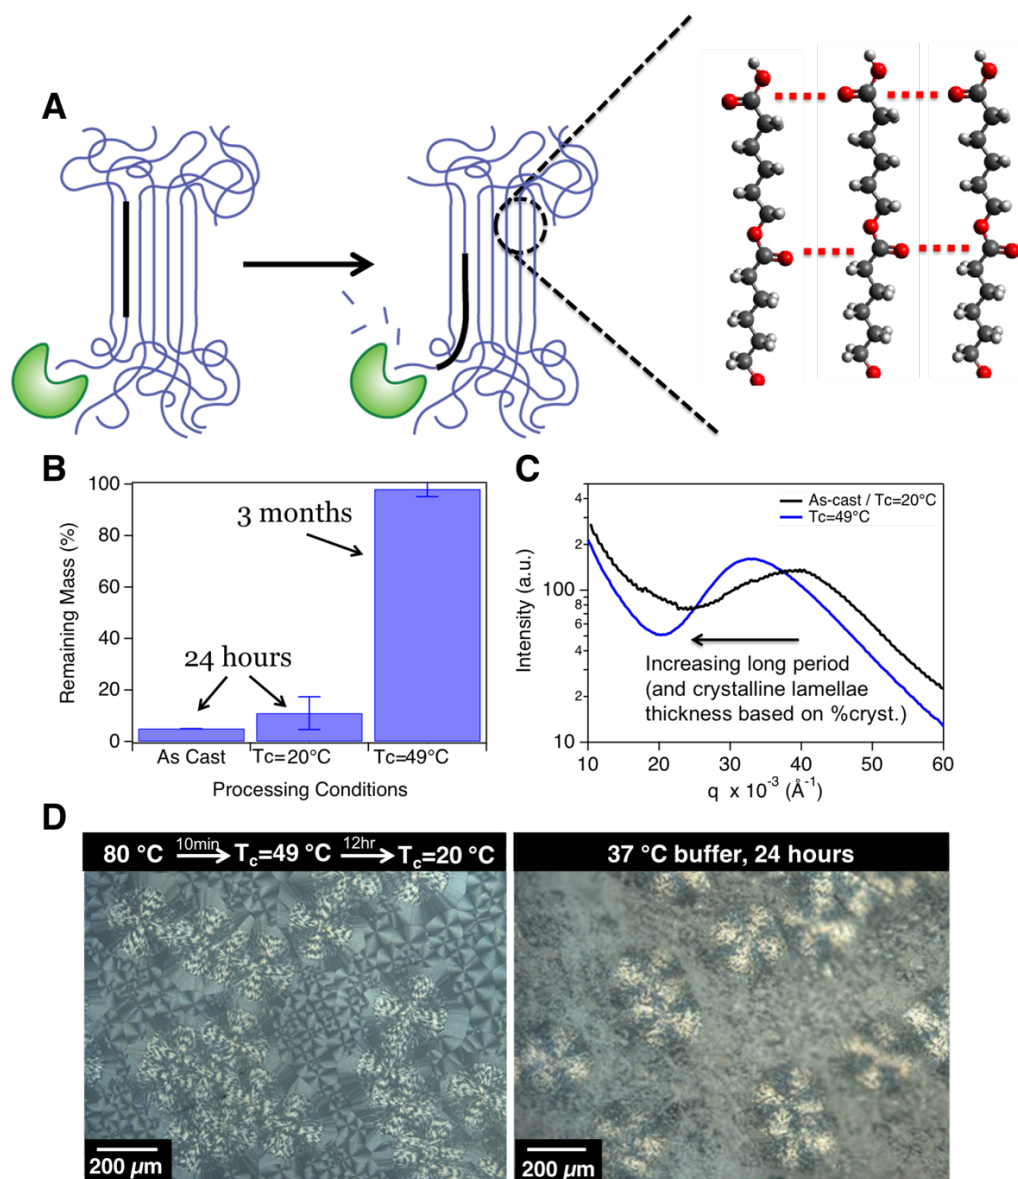 A
B
100
80
60
40
20
0
Remaining Mass (%)
3 months
24 hours
As Cast
Tc=20°C
Tc=49°C
Processing Conditions
C
As-cast / Tc=20°C
Tc=49°C
4
2
100
8
6
4
2
10
Intensity (a.u.)
Increasing long period
(and crystalline lamellae
thickness based on %cryst.)
10
20
30
40
50
60
q x 10⁻³ (Å⁻¹)
D
80 °C 10min Tc=49 °C 12hr Tc=20 °C
200 µm
37 °C buffer, 24 hours
200 µm